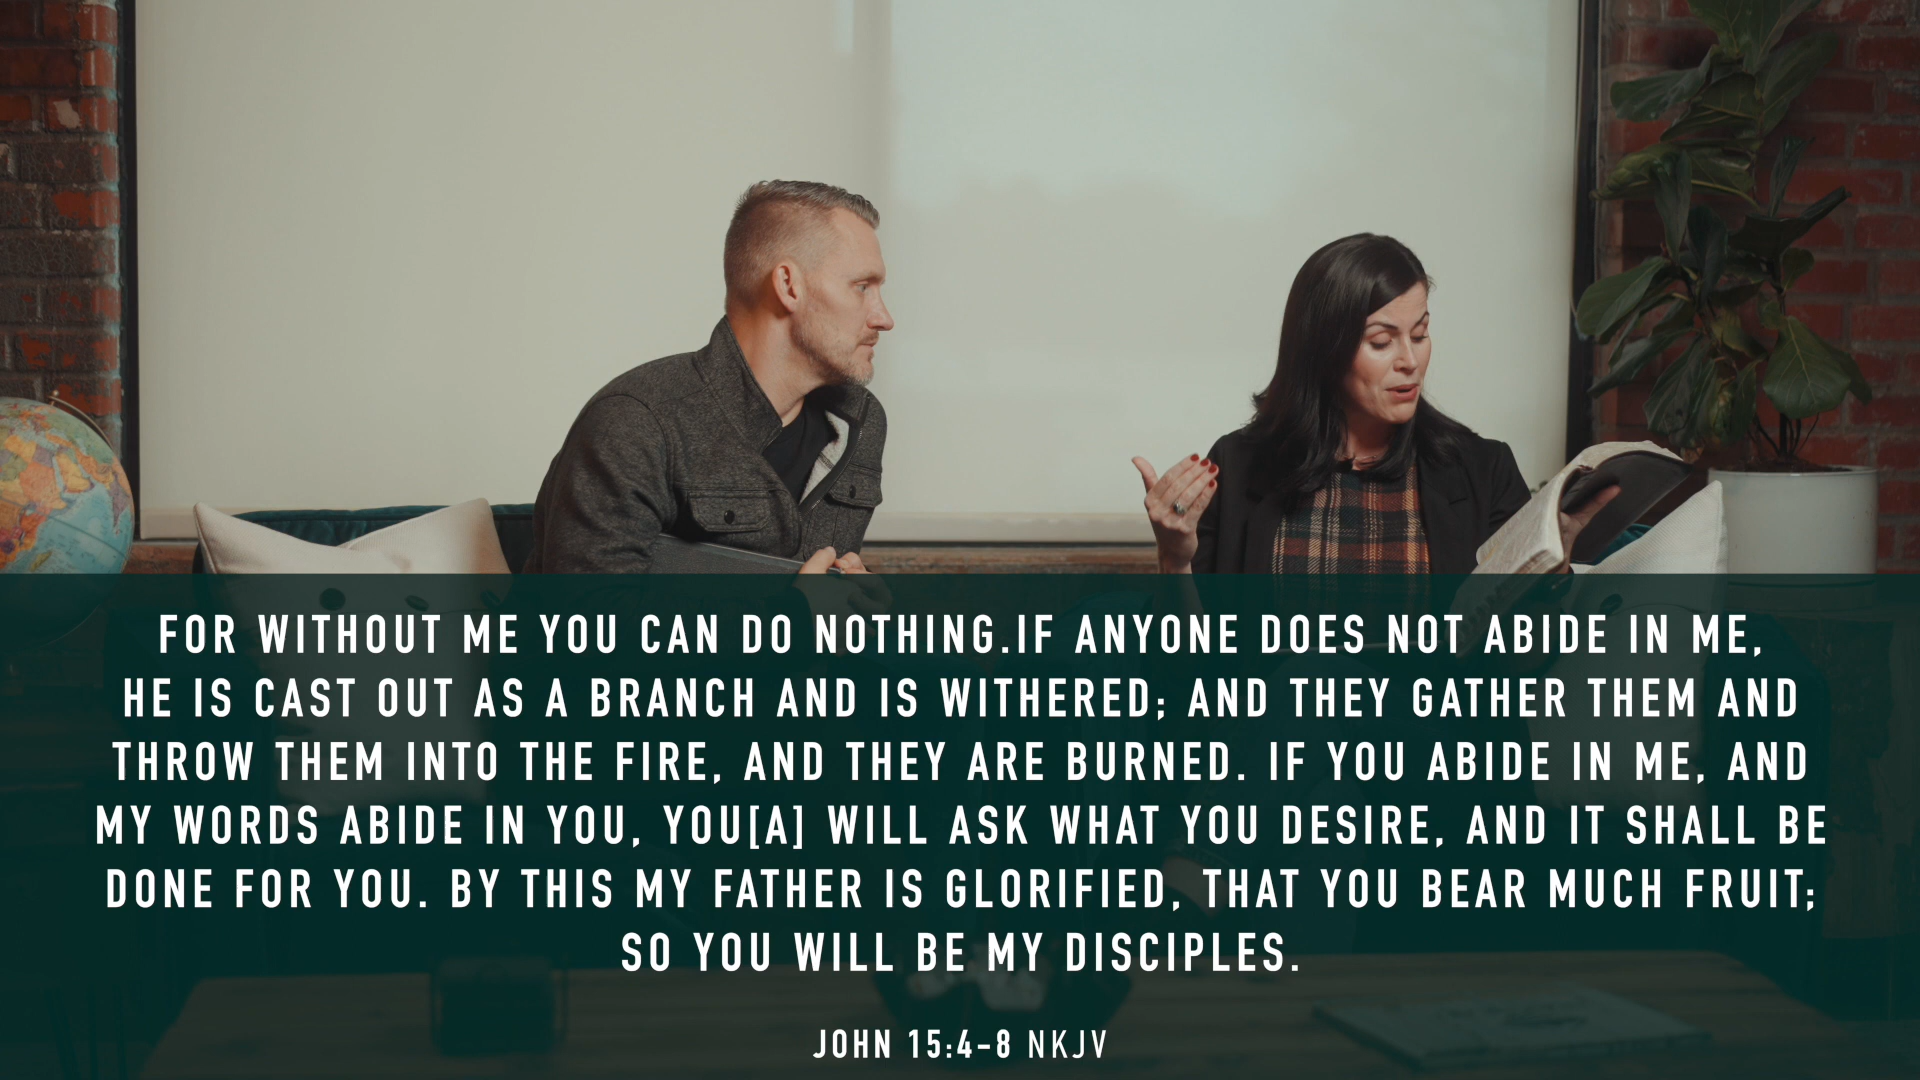 FOR WITHOUT ME YOU CAN DO NOTHING.IF ANYONE DOES NOT ABIDE IN ME,
HE IS CAST OUT AS A BRANCH AND IS WITHERED; AND THEY GATHER THEM AND
THROW THEM INTO THE FIRE, AND THEY ARE BURNED. IF YOU ABIDE IN ME, AND
MY WORDS ABIDE IN YOU, YOU[A] WILL ASK WHAT YOU DESIRE, AND IT SHALL BE
DONE FOR YOU. BY THIS MY FATHER IS GLORIFIED, THAT YOU BEAR MUCH FRUIT;
SO YOU WILL BE MY DISCIPLES.
JOHN 15:4-8 NKJV